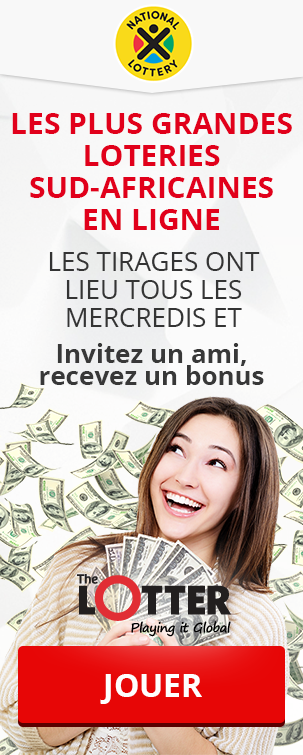 NATIONAL
LOTTERY
LES PLUS GRANDES
LOTERIES
SUD-AFRICAINES
EN LIGNE
LES TIRAGES ONT
LIEU TOUS LES
MERCREDIS ET
Invitez un ami,
recevez un bonus
The
LOTTER
Playing it Global
JOUER